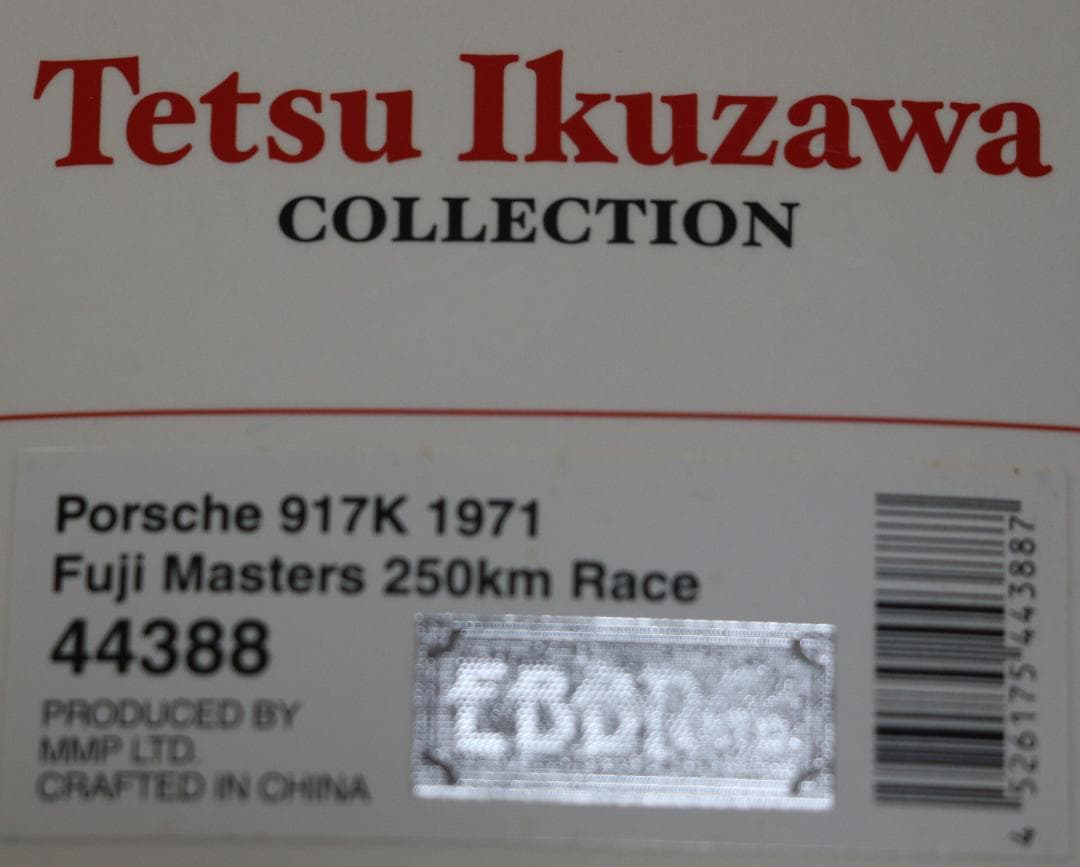 Tetsu Ikuzawa
COLLECTION
Porsche 917K 1971
Fuji Masters 250km Race
44388
PRODUCED BY
MMP LTD.
CRAFTED IN CHINA
4 526175 443887